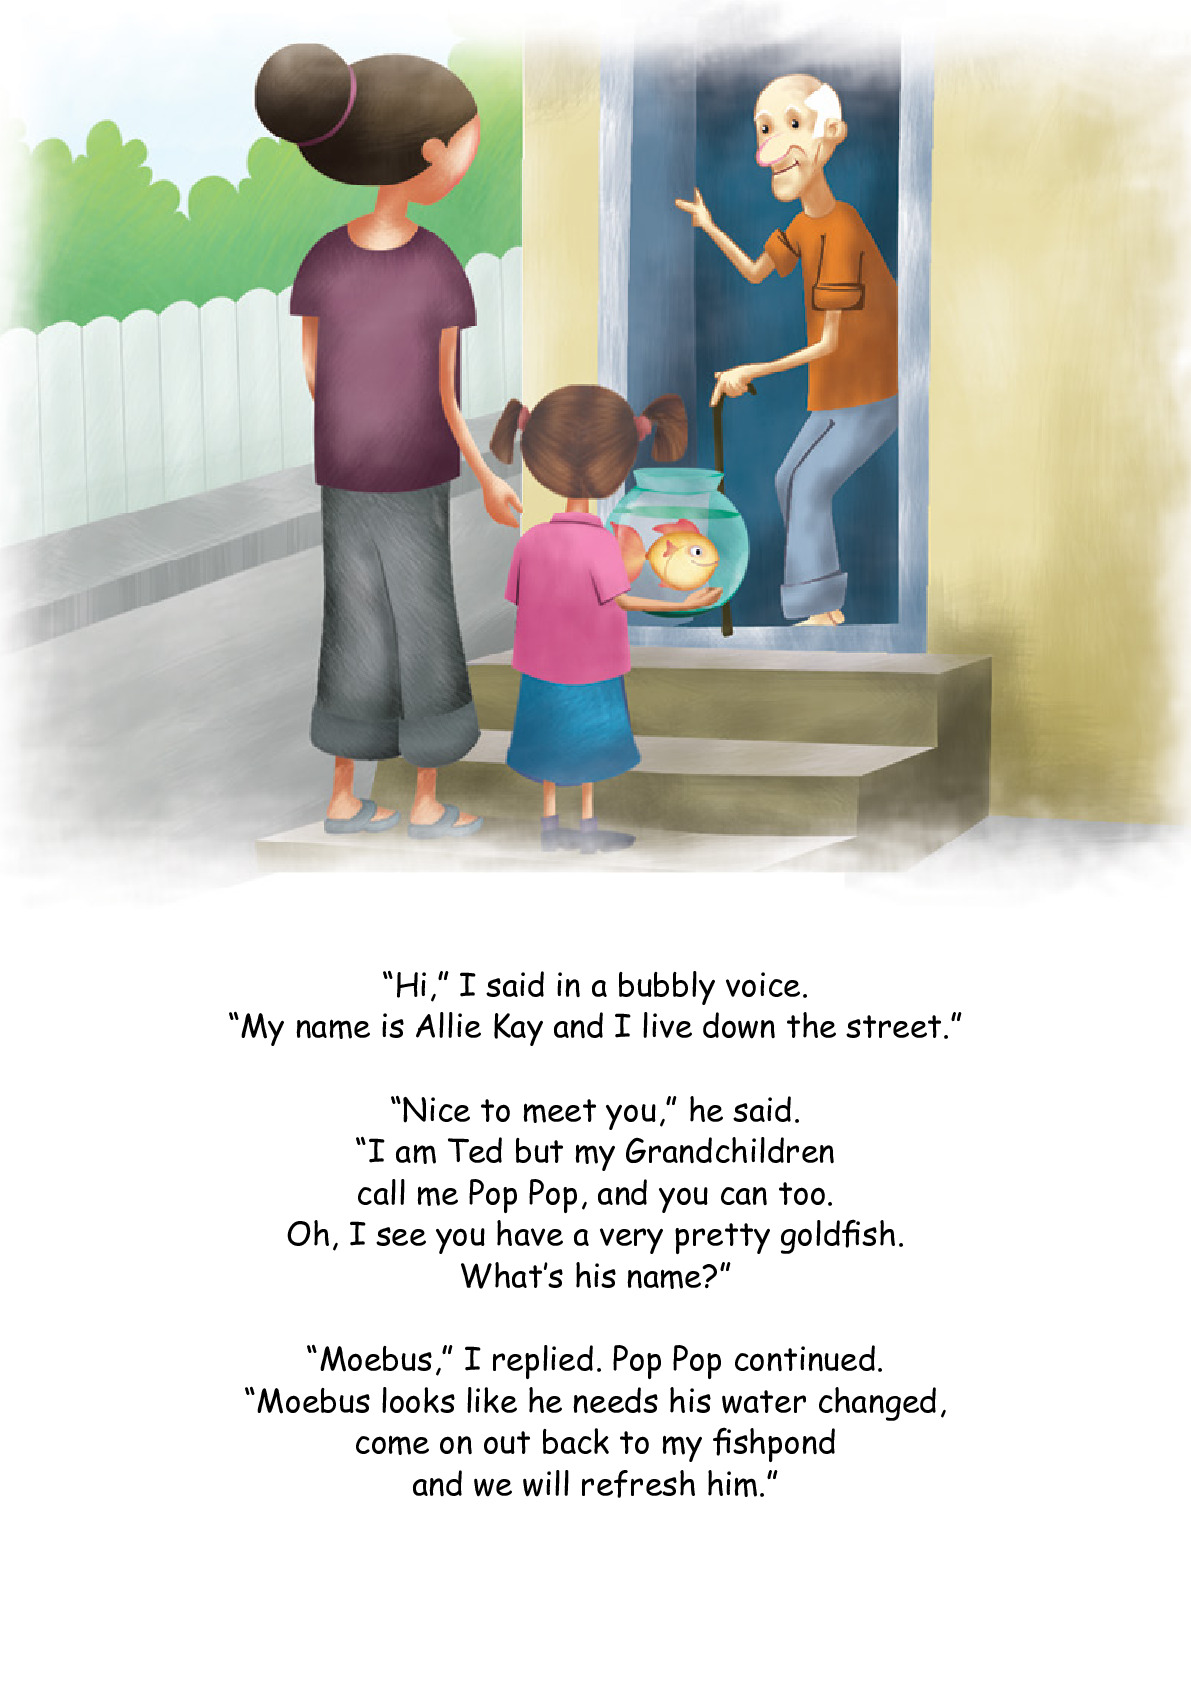 “Hi,” I said in a bubbly voice.
“My name is Allie Kay and I live down the street.”
“Nice to meet you,” he said.
“I am Ted but my Grandchildren
call me Pop Pop, and you can too.
Oh, I see you have a very pretty goldfish.
What’s his name?”
“Moebus,” I replied. Pop Pop continued.
“Moebus looks like he needs his water changed,
come on out back to my fishpond
and we will refresh him.”